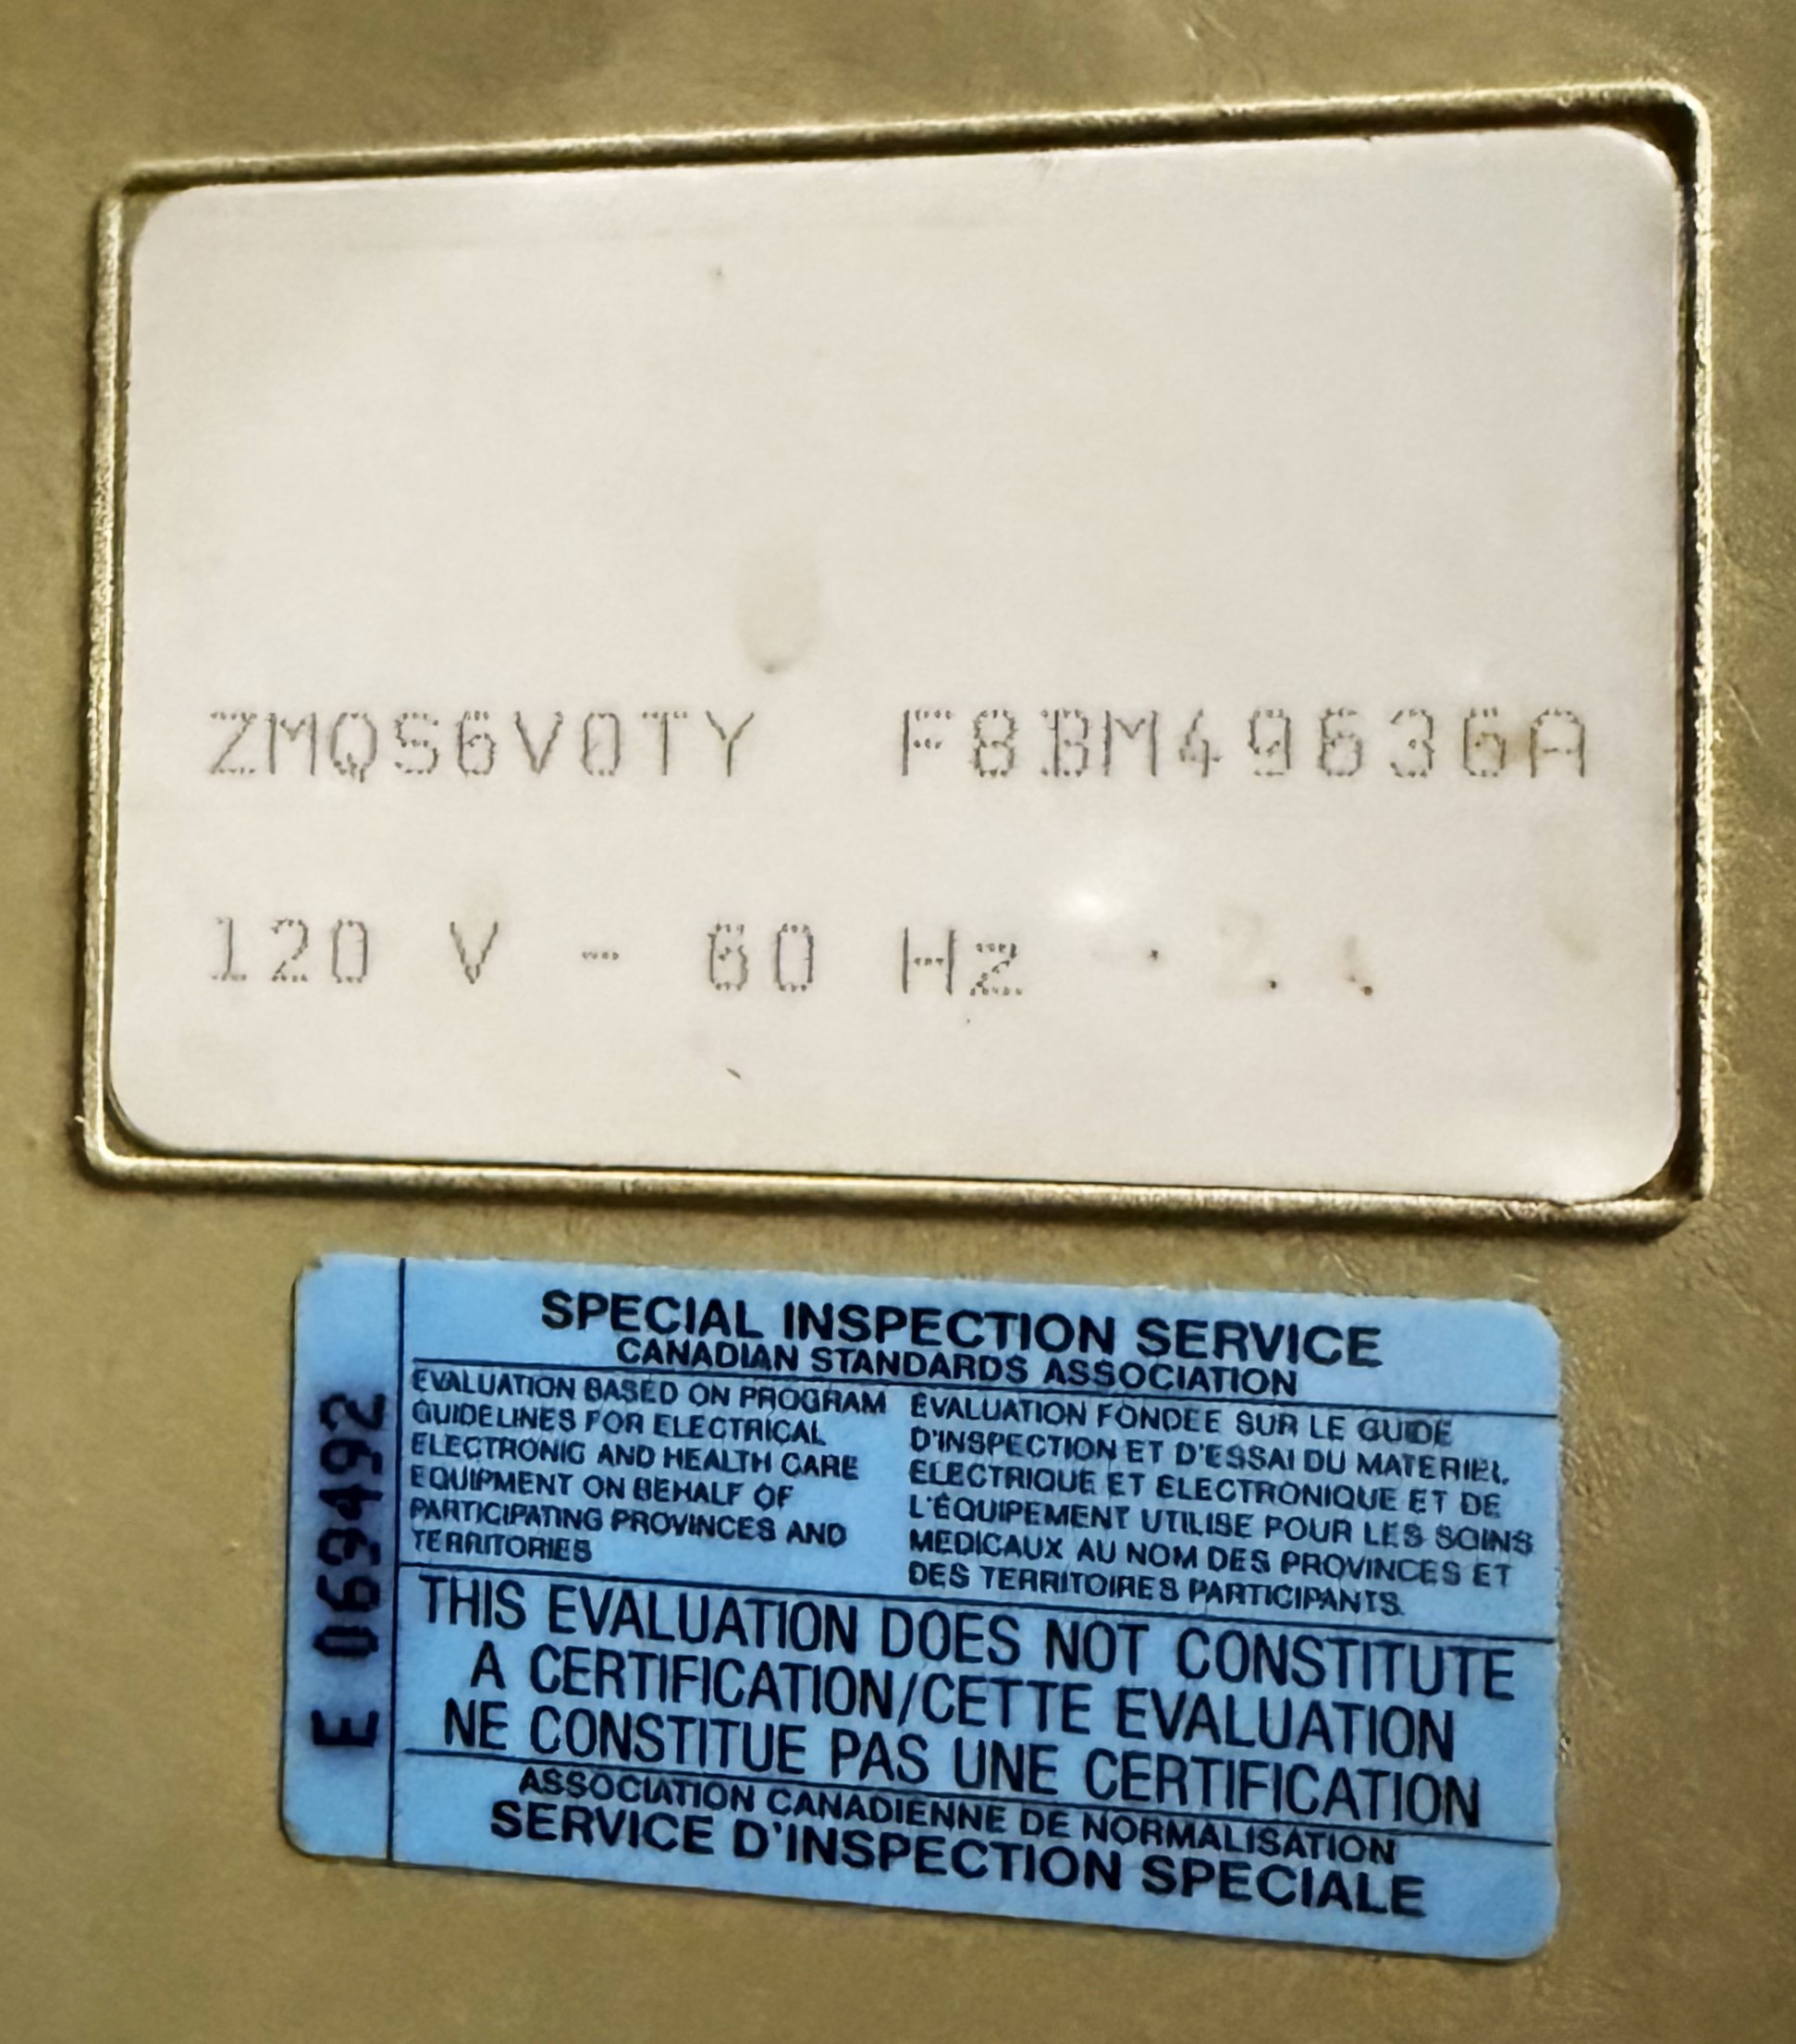 ZMQS6V0TY F8BM49636A
120 V - 60 Hz
E 069492
SPECIAL INSPECTION SERVICE
CANADIAN STANDARDS ASSOCIATION
EVALUATION BASED ON PROGRAM
GUIDELINES FOR ELECTRICAL
ELECTRONIC AND HEALTH CARE
EQUIPMENT ON BEHALF OF
PARTICIPATING PROVINCES AND
TERRITORIES
EVALUATION FONDEE SUR LE GUIDE
D'INSPECTION ET D'ESSAI DU MATERIEL
ELECTRIQUE ET ELECTRONIQUE ET DE
L'ÉQUIPEMENT UTILISE POUR LES SOINS
MEDICAUX AU NOM DES PROVINCES ET
DES TERRITOIRES PARTICIPANTS
THIS EVALUATION DOES NOT CONSTITUTE
A CERTIFICATION/CETTE EVALUATION
NE CONSTITUE PAS UNE CERTIFICATION
ASSOCIATION CANADIENNE DE NORMALISATION
SERVICE D'INSPECTION SPECIALE